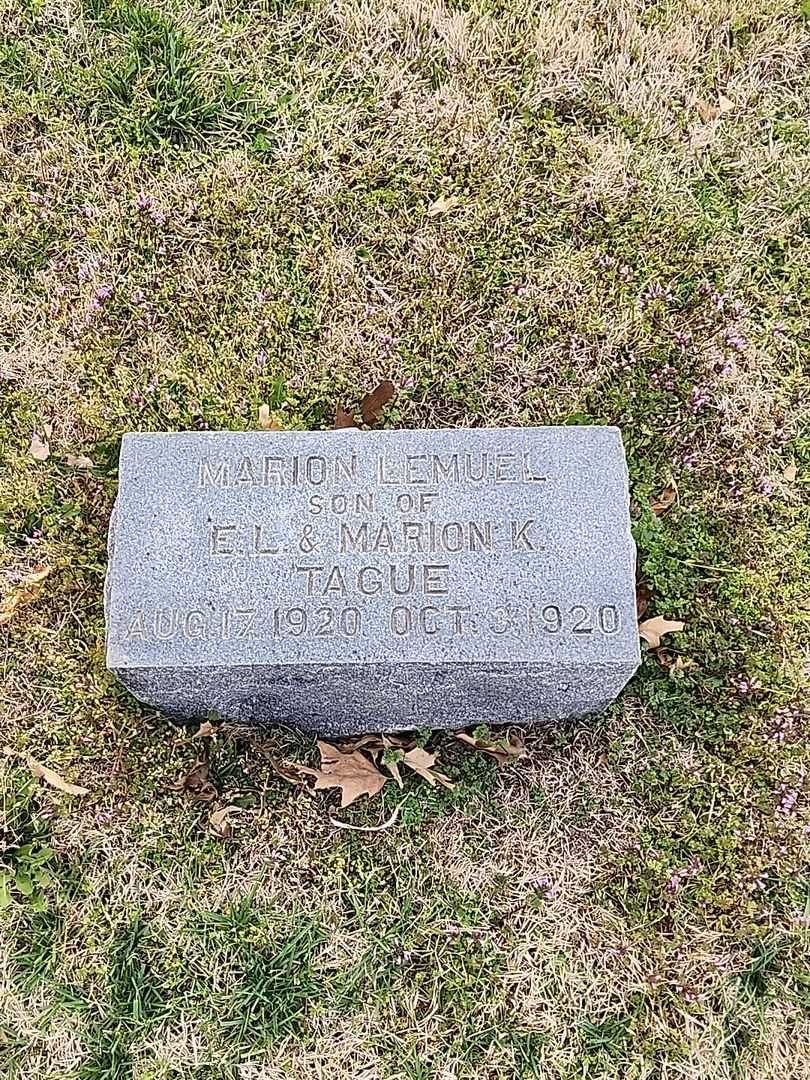 MARION LEMUEL
SON OF
E.L. & MARION K.
TAGUE
AUG. 17. 1920 OCT. 3. 1920